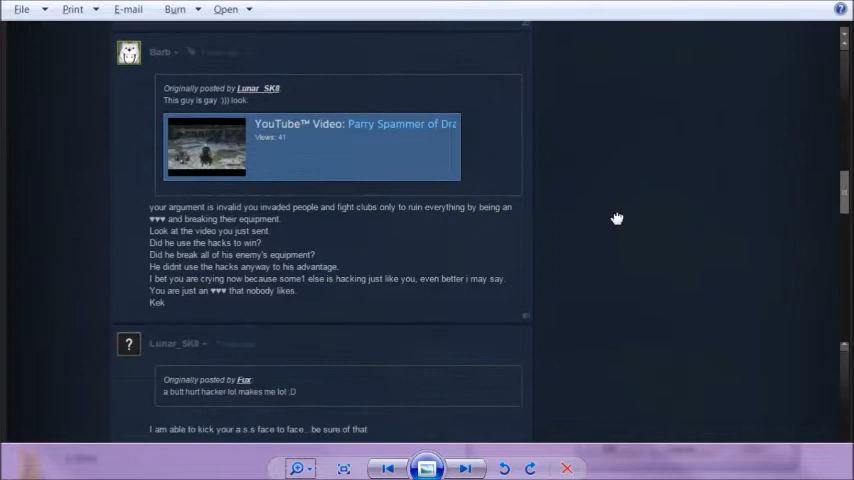 File Print E-mail Burn Open
Barb
Originally posted by Lunar_SK8:
This guy is gay :))) look:
YouTube™ Video: Parry Spammer of Dra
Views: 41
your argument is invalid you invaded people and fight clubs only to ruin everything by being an
♥♥♥ and breaking their equipment.
Look at the video you just sent.
Did he use the hacks to win?
Did he break all of his enemy's equipment?
He didnt use the hacks anyway to his advantage.
I bet you are crying now because some1 else is hacking just like you, even better i may say.
You are just an ♥♥♥ that nobody likes.
Kek
?
Lunar_SK8
Originally posted by Fux:
a butt hurt hacker lol makes me lol :D
I am able to kick your a.s.s face to face...be sure of that